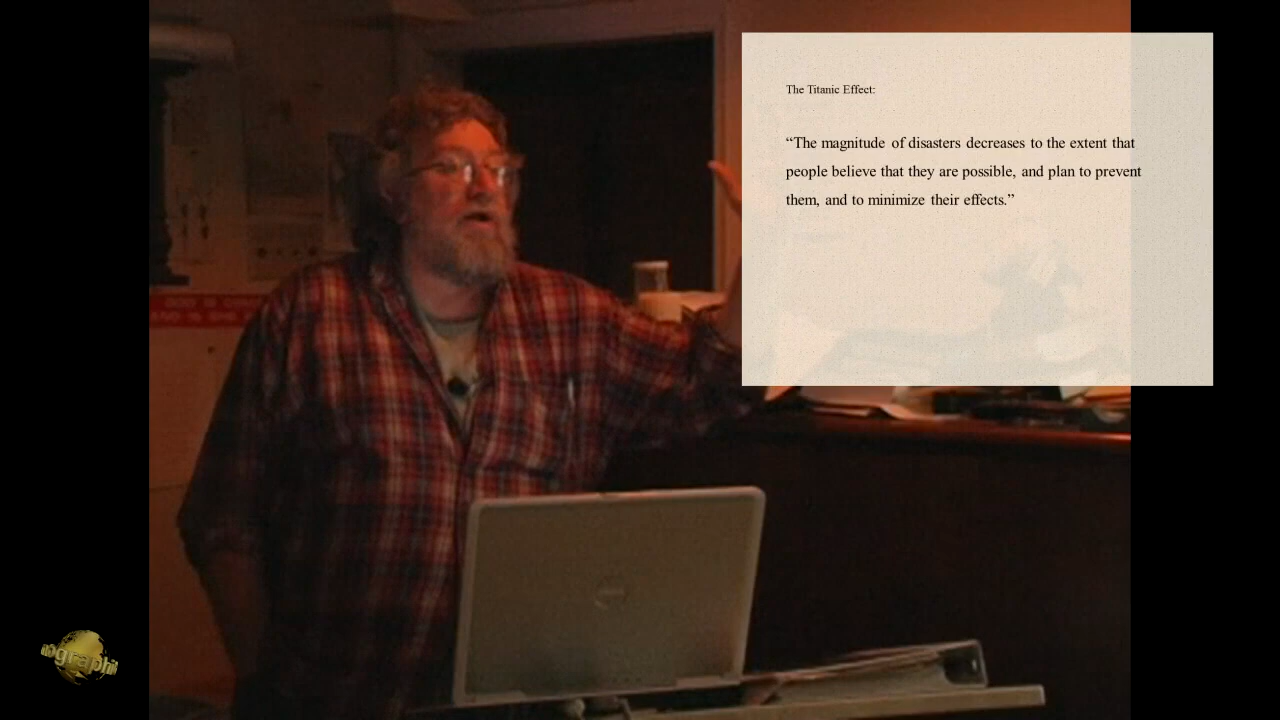 The Titanic Effect:
“The magnitude of disasters decreases to the extent that
people believe that they are possible, and plan to prevent
them, and to minimize their effects.”